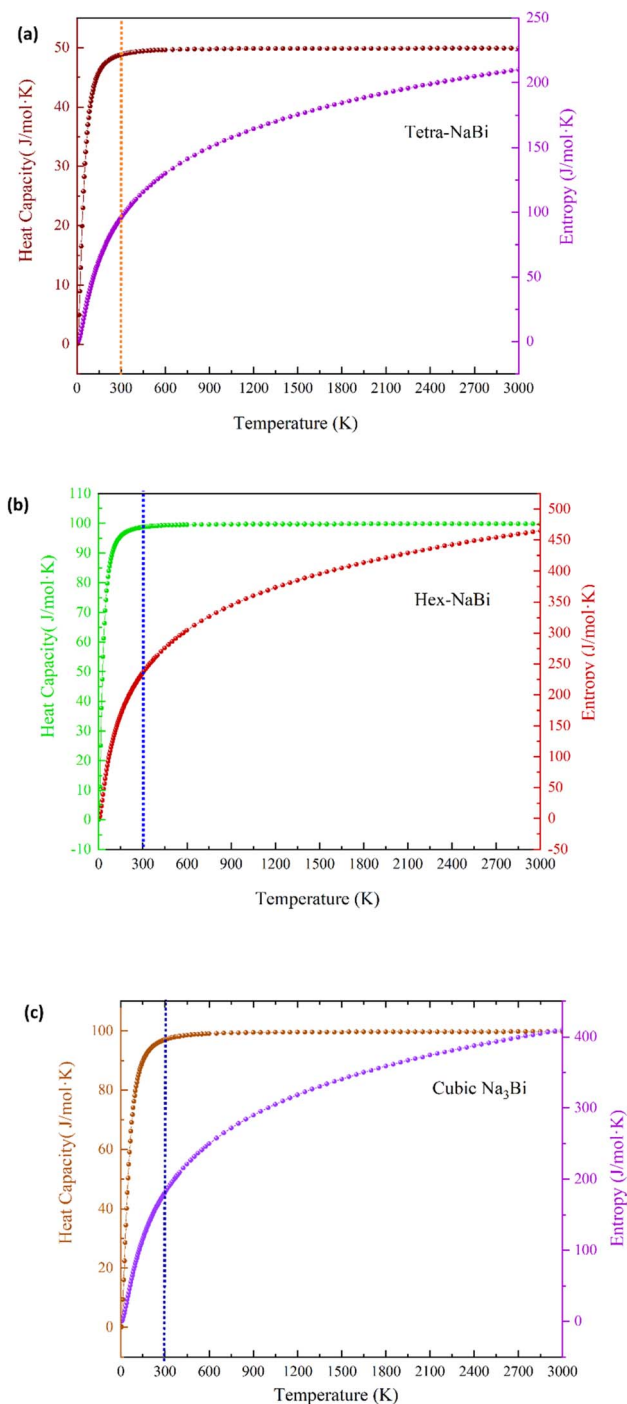 (a)
50
40
30
20
10
0
Heat Capacity( J/mol·K)
250
200
150
100
50
0
Entropy (J/mol·K)
Tetra-NaBi
0 300 600 900 1200 1500 1800 2100 2400 2700 3000
Temperature (K)
(b)
110
100
90
80
70
60
50
40
30
20
10
0
-10
Heat Capacity( J/mol·K)
500
450
400
350
300
250
200
150
100
50
0
-50
Entropy (J/mol·K)
Hex-NaBi
0 300 600 900 1200 1500 1800 2100 2400 2700 3000
Temperature (K)
(c)
100
80
60
40
20
0
Heat Capacity( J/mol·K)
400
300
200
100
0
Entropy (J/mol·K)
Cubic Na₃Bi
0 300 600 900 1200 1500 1800 2100 2400 2700 3000
Temperature (K)